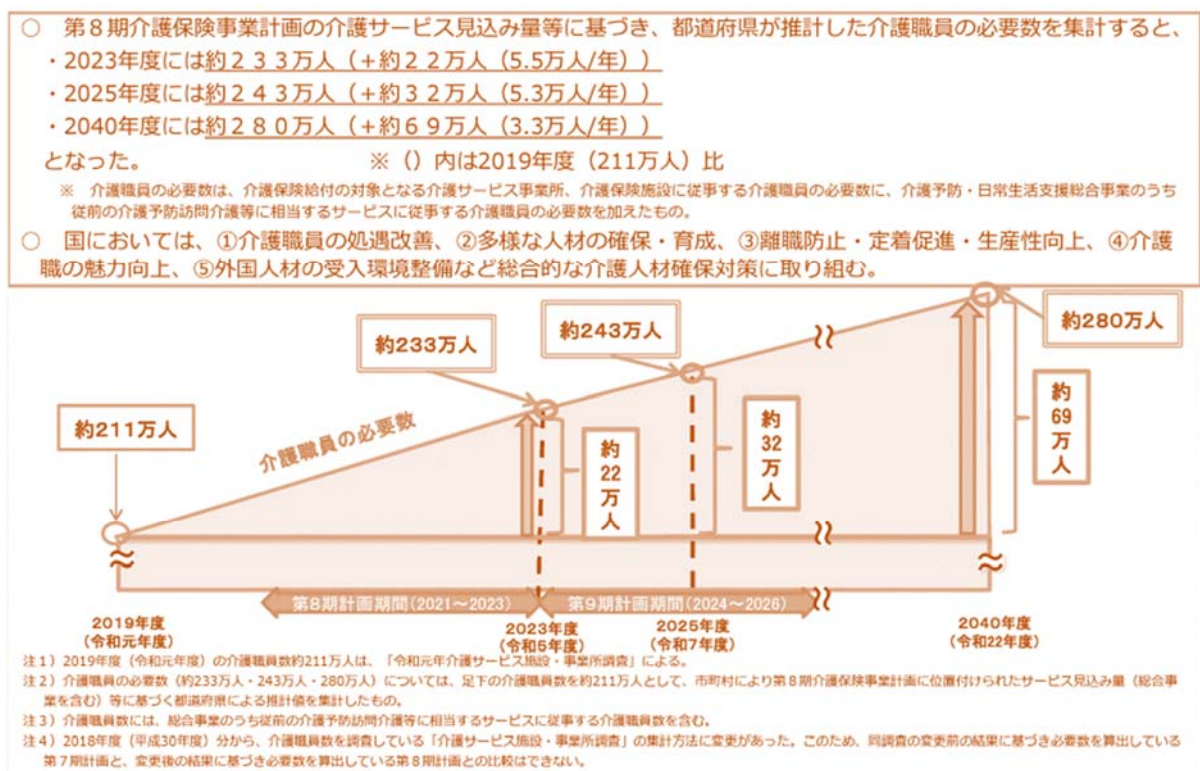 ○ 第８期介護保険事業計画の介護サービス見込み量等に基づき、都道府県が推計した介護職員の必要数を集計すると、
・2023年度には約２３３万人（＋約２２万人（5.5万人/年））
・2025年度には約２４３万人（＋約３２万人（5.3万人/年））
・2040年度には約２８０万人（＋約６９万人（3.3万人/年））
となった。 ※（）内は2019年度（211万人）比
※ 介護職員の必要数は、介護保険給付の対象となる介護サービス事業所、介護保険施設に従事する介護職員の必要数に、介護予防・日常生活支援総合事業のうち
従前の介護予防訪問介護等に相当するサービスに従事する介護職員の必要数を加えたもの。
○ 国においては、①介護職員の処遇改善、②多様な人材の確保・育成、③離職防止・定着促進・生産性向上、④介護
職の魅力向上、⑤外国人材の受入環境整備など総合的な介護人材確保対策に取り組む。
約211万人
約233万人
約243万人
約280万人
介護職員の必要数
約22万人
約32万人
約69万人
第8期計画期間(2021～2023)
第9期計画期間(2024～2026)
2019年度
(令和元年度)
2023年度
(令和5年度)
2025年度
(令和7年度)
2040年度
(令和22年度)
注１）2019年度（令和元年度）の介護職員数約211万人は、「令和元年介護サービス施設・事業所調査」による。
注２）介護職員の必要数（約233万人・243万人・280万人）については、足下の介護職員数を約211万人として、市町村により第８期介護保険事業計画に位置付けられたサービス見込み量（総合事
業を含む）等に基づく都道府県による推計値を集計したもの。
注３）介護職員数には、総合事業のうち従前の介護予防訪問介護等に相当するサービスに従事する介護職員数を含む。
注４）2018年度（平成30年度）分から、介護職員数を調査している「介護サービス施設・事業所調査」の集計方法に変更があった。このため、同調査の変更前の結果に基づき必要数を算出している
第７期計画と、変更後の結果に基づき必要数を算出している第８期計画との比較はできない。